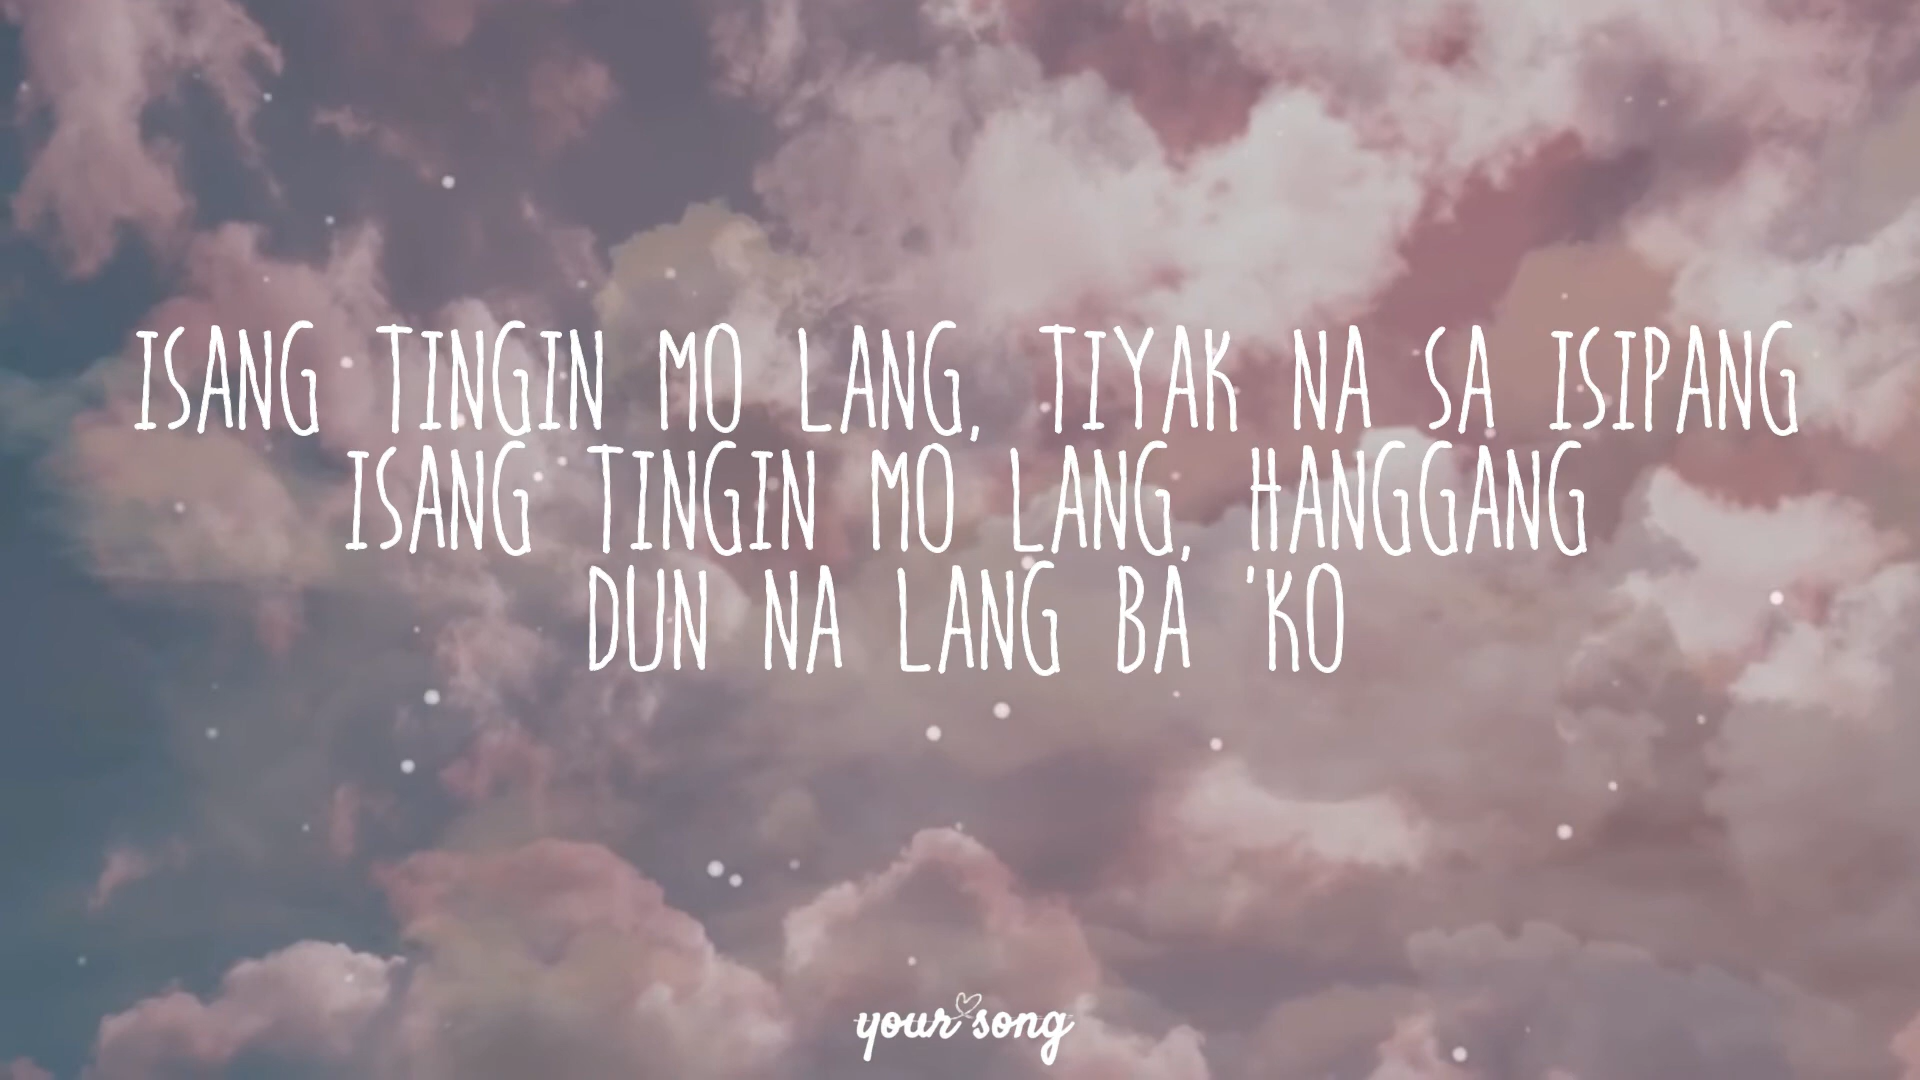 ISANG TINGIN MO LANG, TIYAK NA SA ISIPANG
ISANG TINGIN MO LANG, HANGGANG
DUN NA LANG BA 'KO
your song